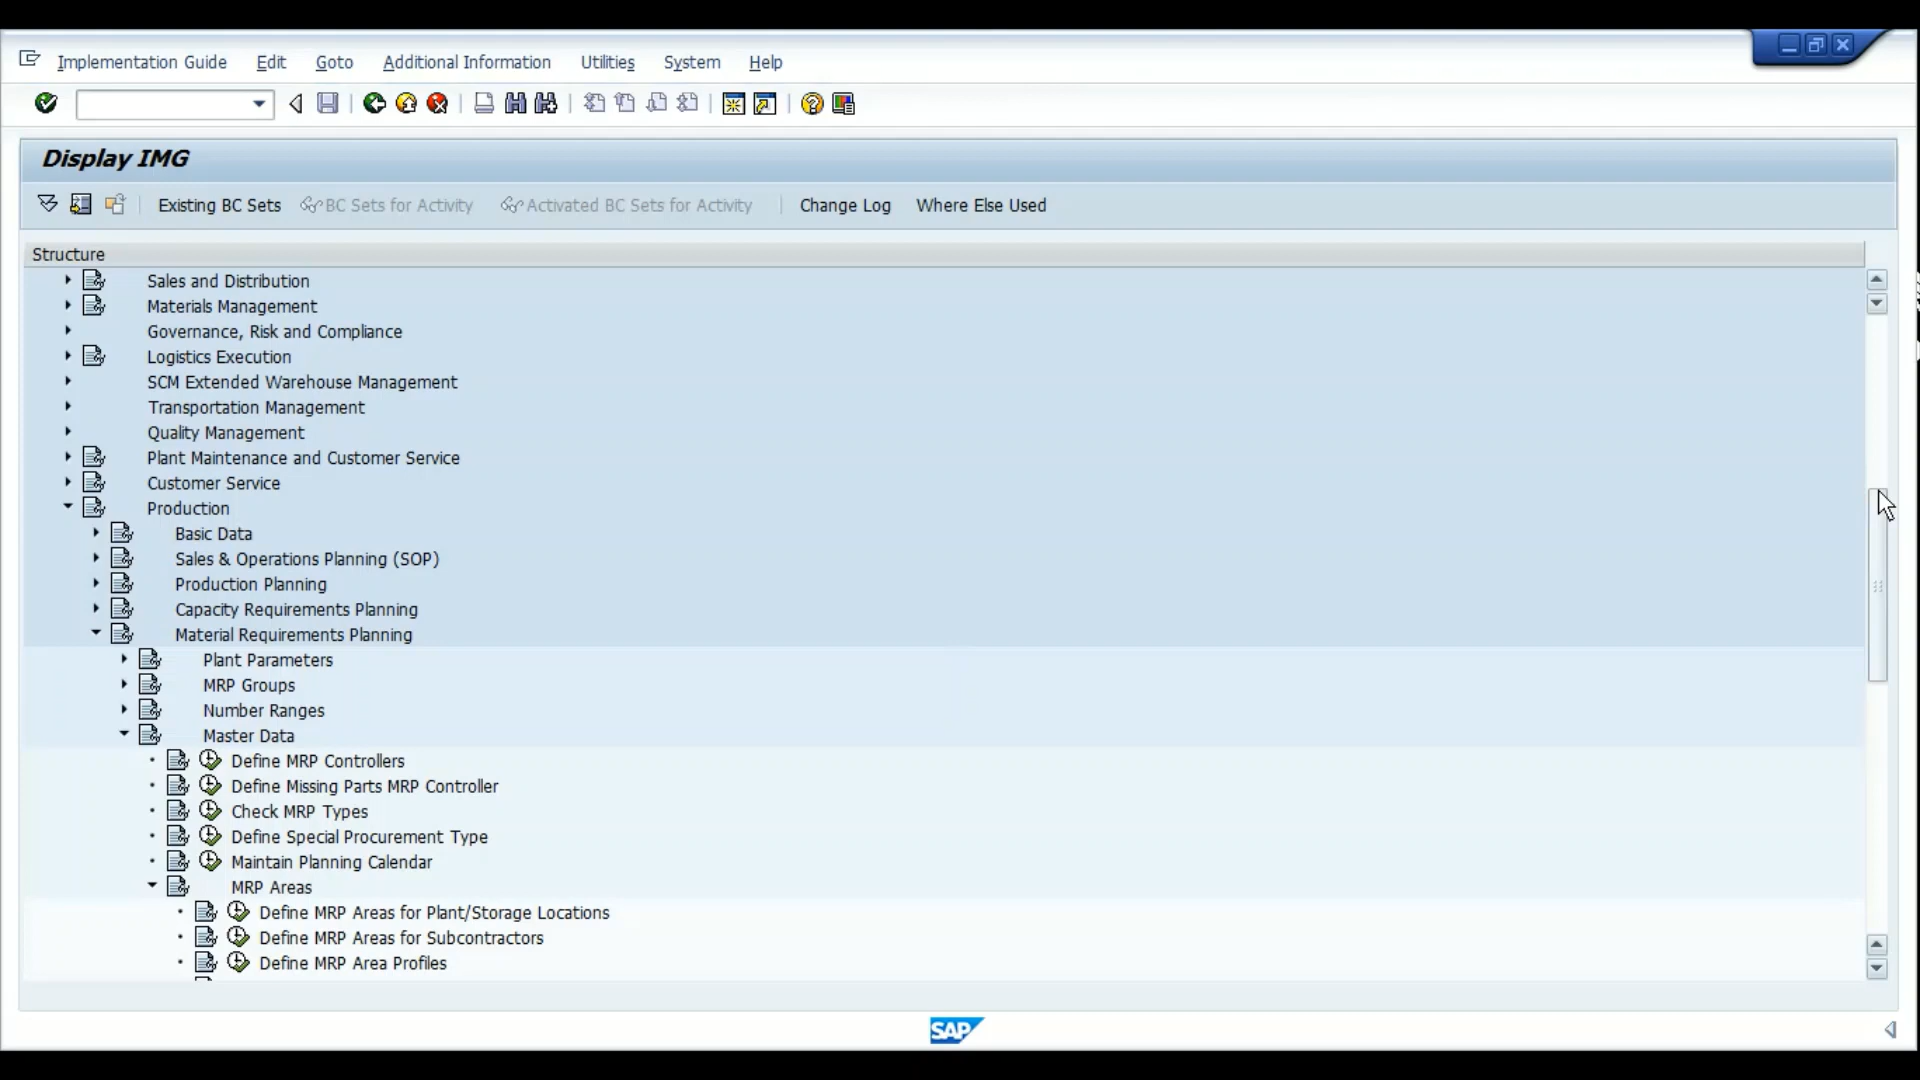 Implementation Guide Edit Goto Additional Information Utilities System Help
Display IMG
Existing BC Sets BC Sets for Activity Activated BC Sets for Activity Change Log Where Else Used
Structure
Sales and Distribution
Materials Management
Governance, Risk and Compliance
Logistics Execution
SCM Extended Warehouse Management
Transportation Management
Quality Management
Plant Maintenance and Customer Service
Customer Service
Production
Basic Data
Sales & Operations Planning (SOP)
Production Planning
Capacity Requirements Planning
Material Requirements Planning
Plant Parameters
MRP Groups
Number Ranges
Master Data
Define MRP Controllers
Define Missing Parts MRP Controller
Check MRP Types
Define Special Procurement Type
Maintain Planning Calendar
MRP Areas
Define MRP Areas for Plant/Storage Locations
Define MRP Areas for Subcontractors
Define MRP Area Profiles
SAP